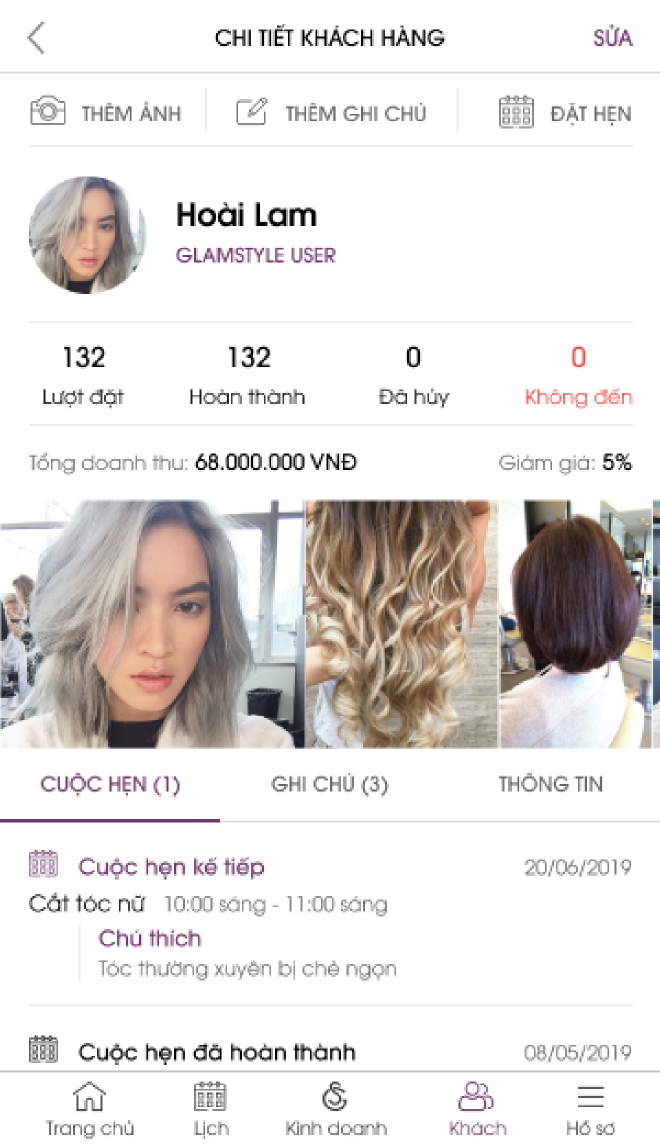 CHI TIẾT KHÁCH HÀNG SỬA
THÊM ẢNH THÊM GHI CHÚ ĐẶT HẸN
Hoài Lam
GLAMSTYLE USER
132 132 0 0
Lượt đặt Hoàn thành Đã hủy Không đến
Tổng doanh thu: 68.000.000 VNĐ Giảm giá: 5%
CUỘC HẸN (1) GHI CHÚ (3) THÔNG TIN
Cuộc hẹn kế tiếp 20/06/2019
Cắt tóc nữ 10:00 sáng - 11:00 sáng
Chú thích
Tóc thường xuyên bị chẻ ngọn
Cuộc hẹn đã hoàn thành 08/05/2019
Trang chủ Lịch Kinh doanh Khách Hồ sơ